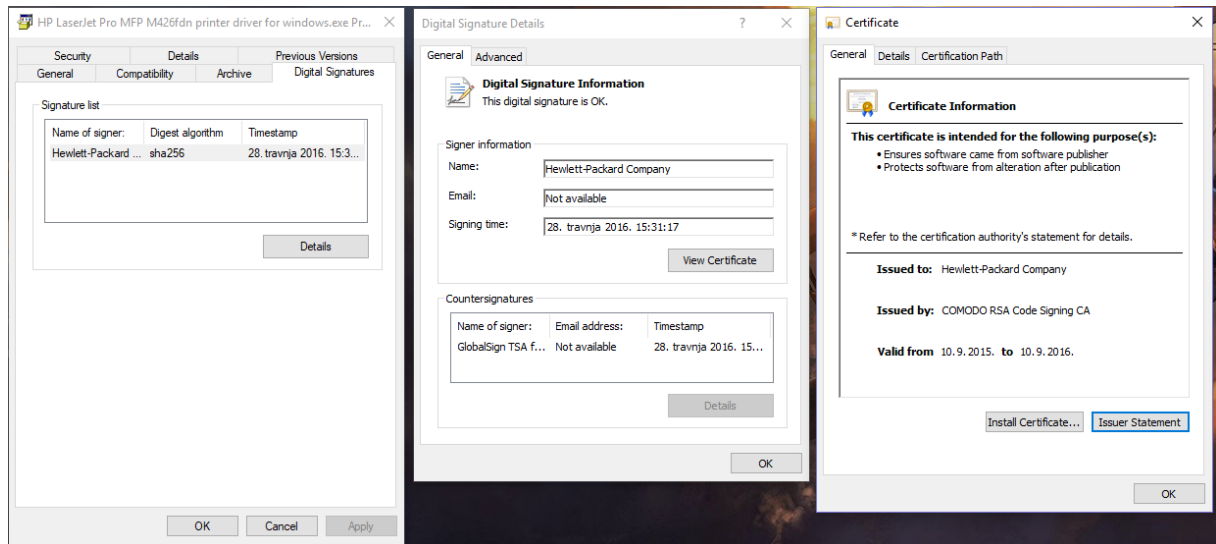 HP LaserJet Pro MFP M426fdn printer driver for windows.exe Pr...
Security Details Previous Versions
General Compatibility Archive Digital Signatures
Signature list
Name of signer: Digest algorithm Timestamp
Hewlett-Packard ... sha256 28. travnja 2016. 15:3...
Details
OK Cancel Apply
Digital Signature Details
General Advanced
Digital Signature Information
This digital signature is OK.
Signer information
Name: Hewlett-Packard Company
Email: Not available
Signing time: 28. travnja 2016. 15:31:17
View Certificate
Countersignatures
Name of signer: Email address: Timestamp
GlobalSign TSA f... Not available 28. travnja 2016. 15...
Details
OK
Certificate
General Details Certification Path
Certificate Information
This certificate is intended for the following purpose(s):
• Ensures software came from software publisher
• Protects software from alteration after publication
* Refer to the certification authority's statement for details.
Issued to: Hewlett-Packard Company
Issued by: COMODO RSA Code Signing CA
Valid from 10.9.2015. to 10.9.2016.
Install Certificate... Issuer Statement
OK